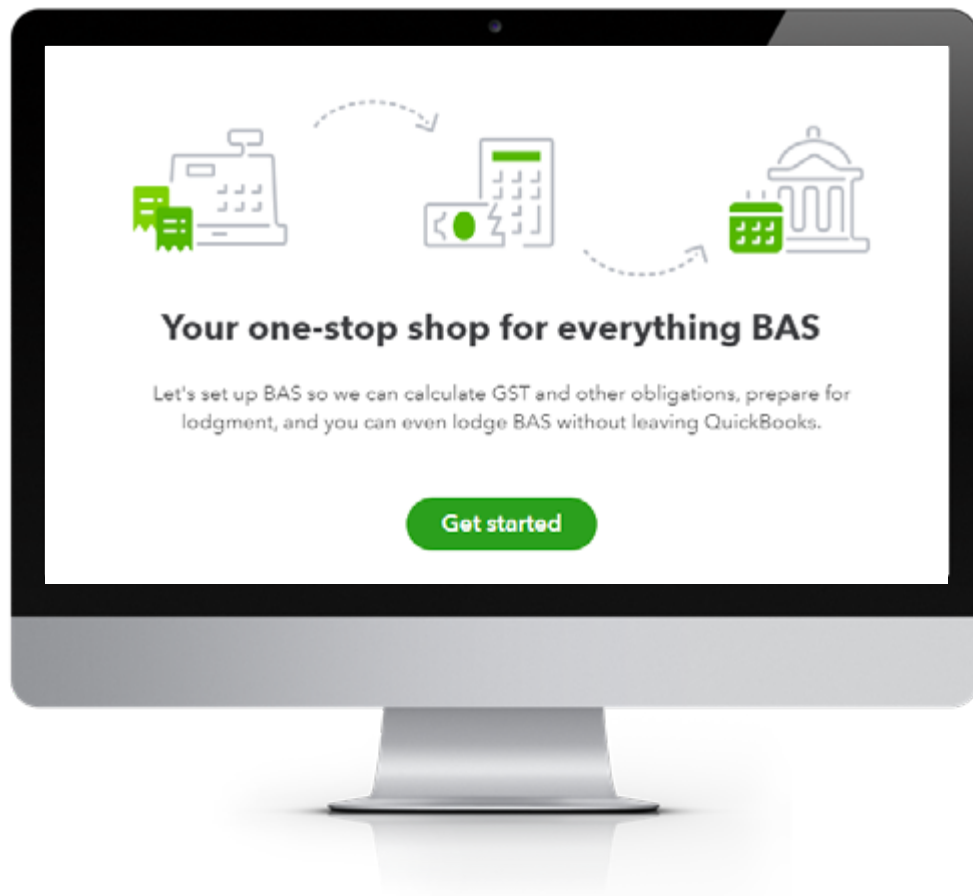 Your one-stop shop for everything BAS
Let's set up BAS so we can calculate GST and other obligations, prepare for
lodgment, and you can even lodge BAS without leaving QuickBooks.
Get started